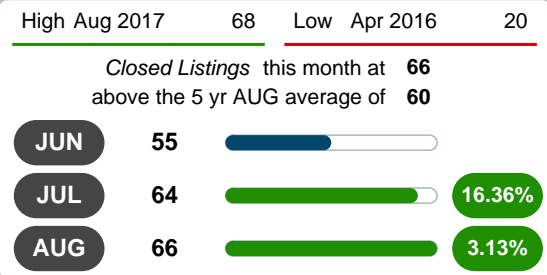 High Aug 2017 68 Low Apr 2016 20
Closed Listings this month at 66
above the 5 yr AUG average of 60
JUN 55
JUL 64 16.36%
AUG 66 3.13%